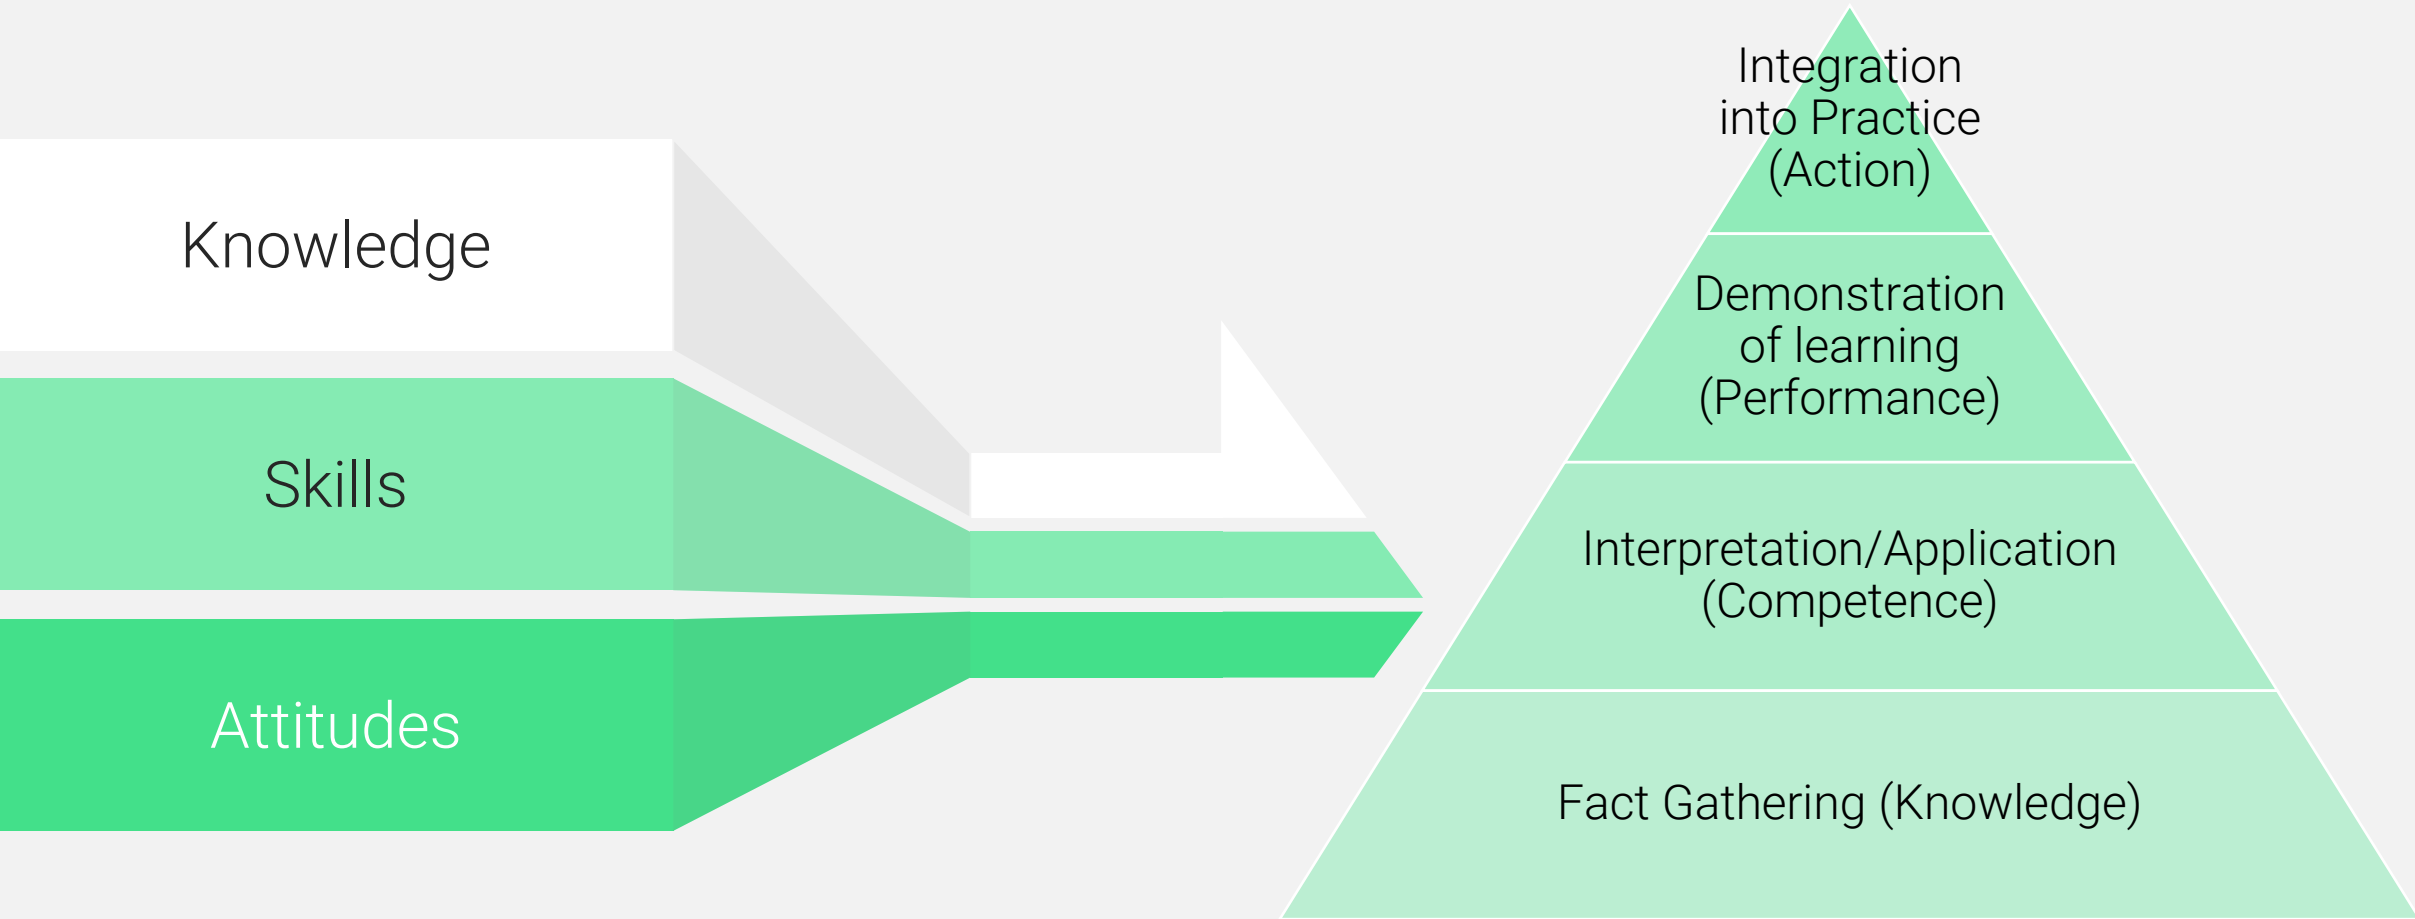 Knowledge
Skills
Attitudes
Integration
into Practice
(Action)
Demonstration
of learning
(Performance)
Interpretation/Application
(Competence)
Fact Gathering (Knowledge)